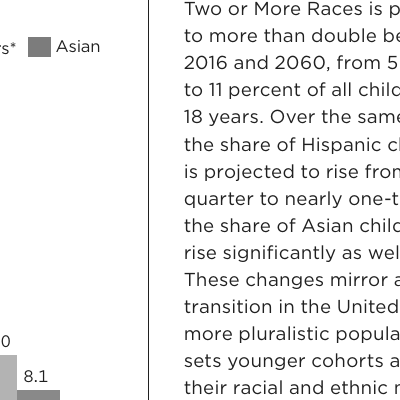 rs*
Asian
0
8.1
Two or More Races is p
to more than double be
2016 and 2060, from 5
to 11 percent of all chil
18 years. Over the same
the share of Hispanic c
is projected to rise from
quarter to nearly one-t
the share of Asian chil
rise significantly as wel
These changes mirror a
transition in the United
more pluralistic popula
sets younger cohorts a
their racial and ethnic